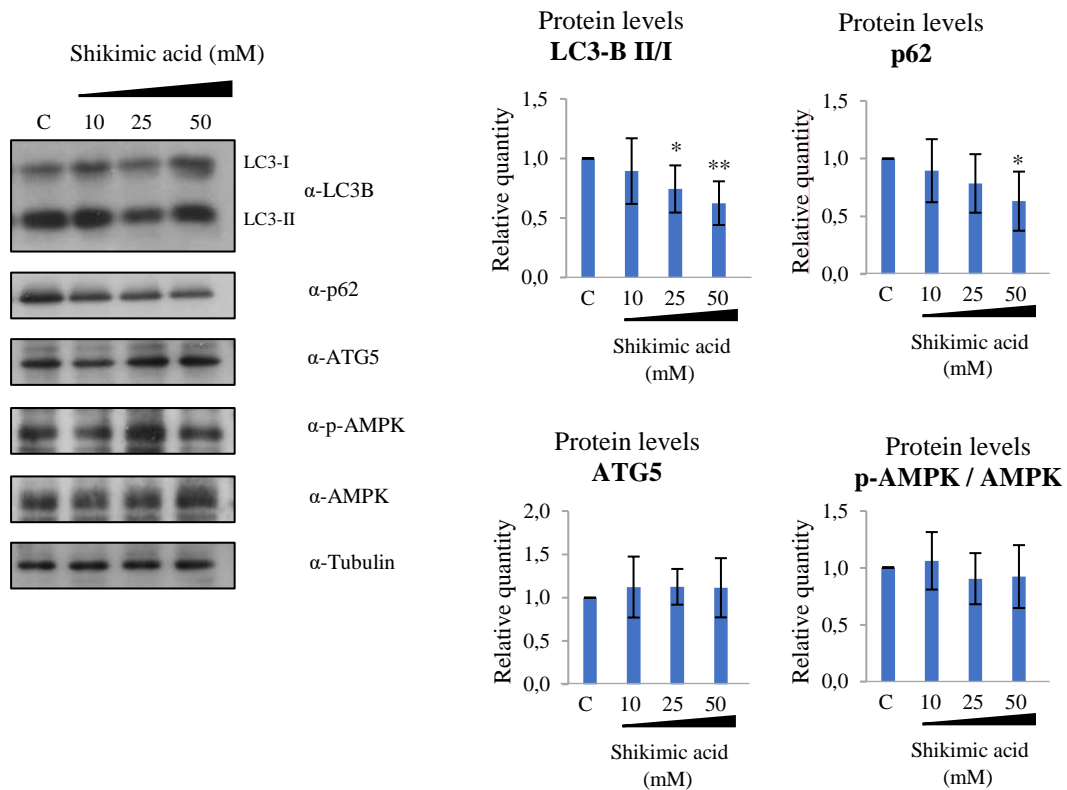 Shikimic acid (mM)
C 10 25 50
LC3-I
LC3-II
α-LC3B
α-p62
α-ATG5
α-p-AMPK
α-AMPK
α-Tubulin
Protein levels
LC3-B II/I
Relative quantity
1,5
1,0
0,5
0,0
*
**
C 10 25 50
Shikimic acid
(mM)
Protein levels
p62
Relative quantity
1,5
1,0
0,5
0,0
*
C 10 25 50
Shikimic acid
(mM)
Protein levels
ATG5
Relative quantity
2,0
1,5
1,0
0,5
0,0
C 10 25 50
Shikimic acid
(mM)
Protein levels
p-AMPK / AMPK
Relative quantity
1,5
1,0
0,5
0,0
C 10 25 50
Shikimic acid
(mM)